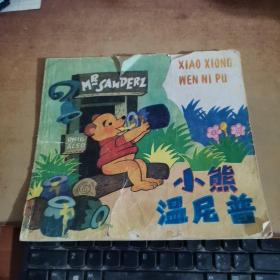 MR SANDERZ
XIAO XIONG
WEN NI PU
小熊
温尼普